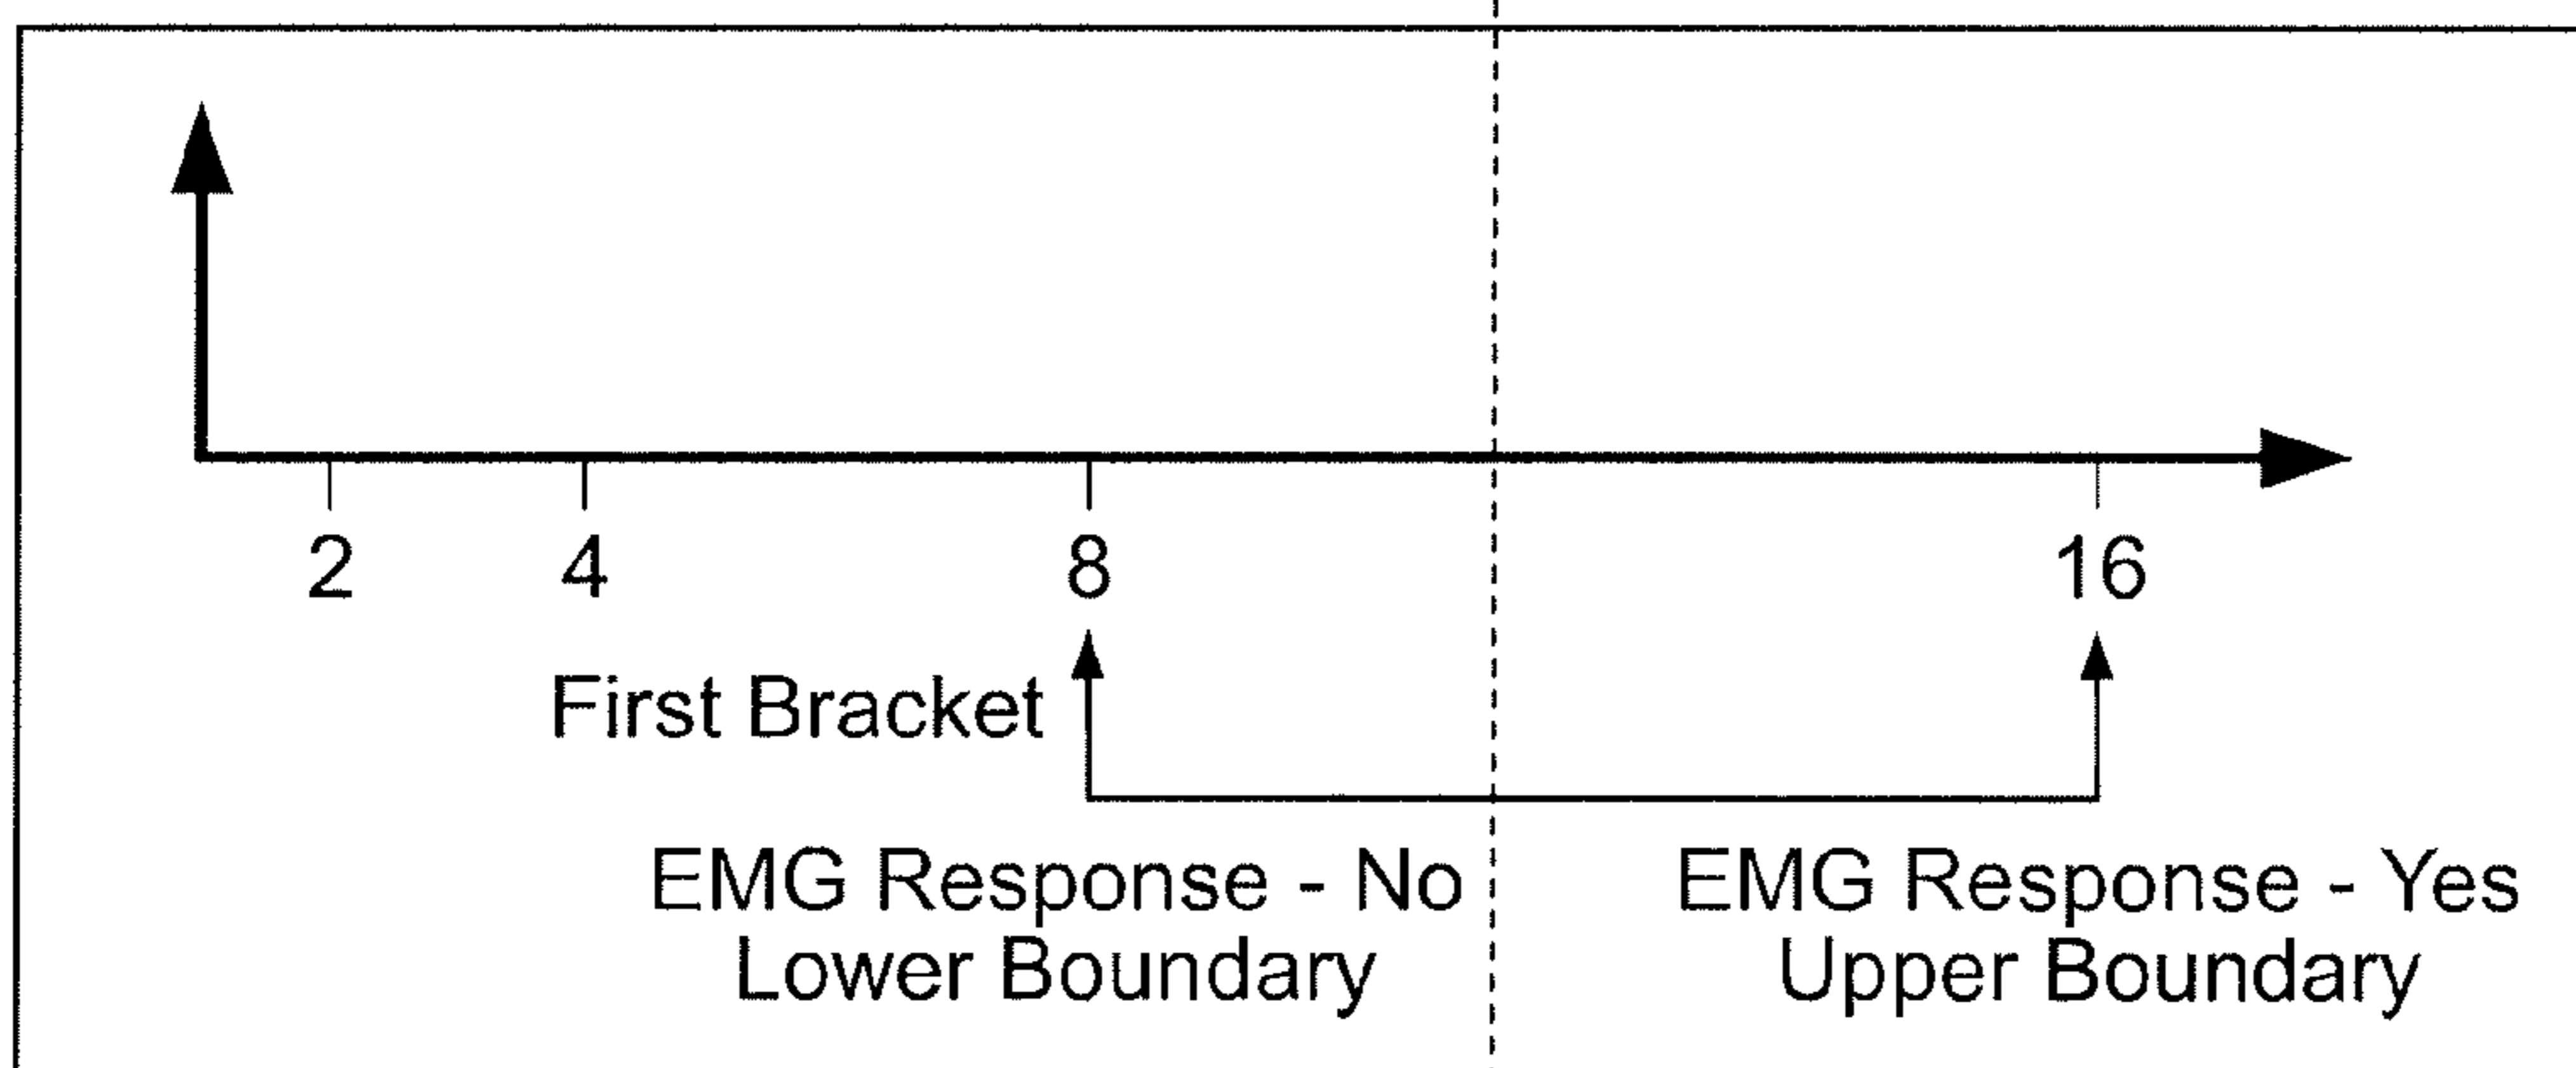 2 4 8 16
First Bracket
EMG Response - No EMG Response - Yes
Lower Boundary Upper Boundary